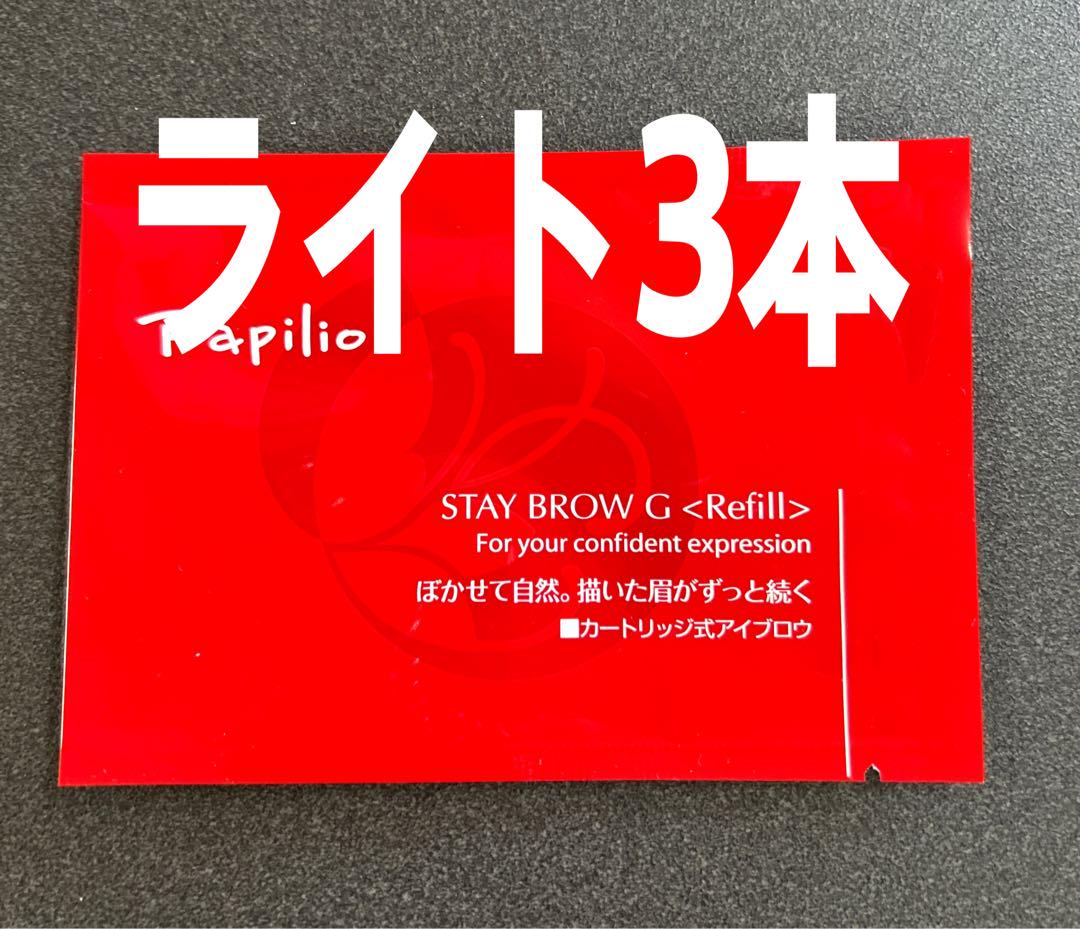 ライト3本
Papilio
STAY BROW G <Refill>
For your confident expression
ぼかせて自然。描いた眉がずっと続く
■カートリッジ式アイブロウ